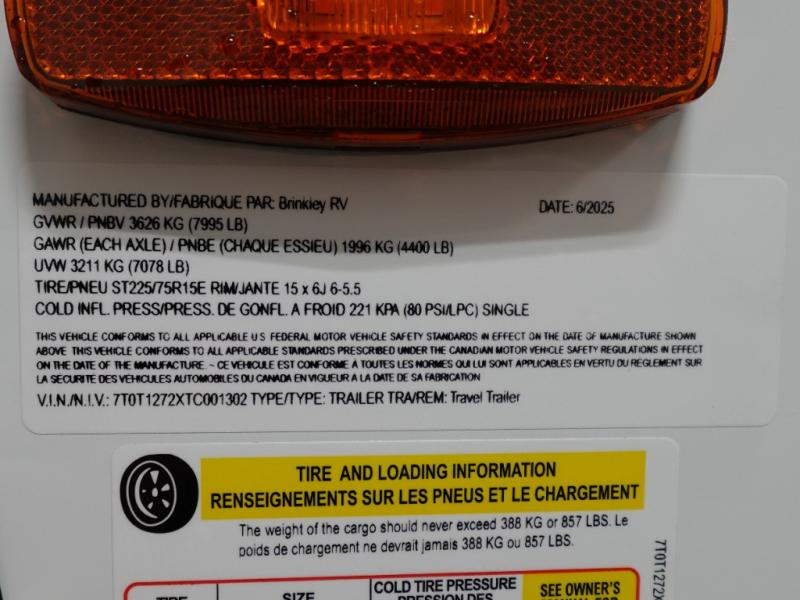 MANUFACTURED BY/FABRIQUE PAR: Brinkley RV DATE: 6/2025
GVWR / PNBV 3626 KG (7995 LB)
GAWR (EACH AXLE) / PNBE (CHAQUE ESSIEU) 1996 KG (4400 LB)
UVW 3211 KG (7078 LB)
TIRE/PNEU ST225/75R15E RIM/JANTE 15 x 6J 6-5.5
COLD INFL. PRESS/PRESS. DE GONFL. A FROID 221 KPA (80 PSI/LPC) SINGLE
THIS VEHICLE CONFORMS TO ALL APPLICABLE U S FEDERAL MOTOR VEHICLE SAFETY STANDARDS IN EFFECT ON THE DATE OF MANUFACTURE SHOWN
ABOVE THIS VEHICLE CONFORMS TO ALL APPLICABLE STANDARDS PRESCRIBED UNDER THE CANADIAN MOTOR VEHICLE SAFETY REGULATIONS IN EFFECT
ON THE DATE OF THE MANUFACTURE. ~ CE VEHICULE EST CONFORME À TOUTES LES NORMES QUI LUI SONT APPLICABLES EN VERTU DU REGLEMENT SUR
LA SECURITE DES VEHICULES AUTOMOBILES DU CANADA EN VIGUEUR A LA DATE DE SA FABRICATION
V.I.N./N.I.V.: 7T0T1272XTC001302 TYPE/TYPE: TRAILER TRA/REM: Travel Trailer
TIRE AND LOADING INFORMATION
RENSEIGNEMENTS SUR LES PNEUS ET LE CHARGEMENT
The weight of the cargo should never exceed 388 KG or 857 LBS. Le
poids de chargement ne devrait jamais 388 KG ou 857 LBS.
7T0T1272X
TIRE SIZE COLD TIRE PRESSURE SEE OWNER'S
PRESSION DES MANUAL FOR